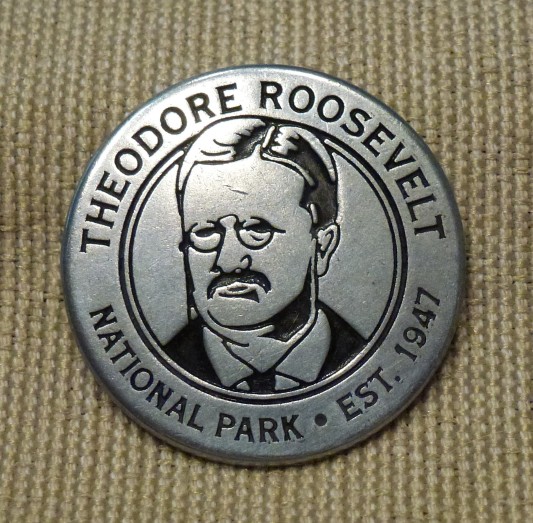 THEODORE ROOSEVELT
NATIONAL PARK • EST. 1947